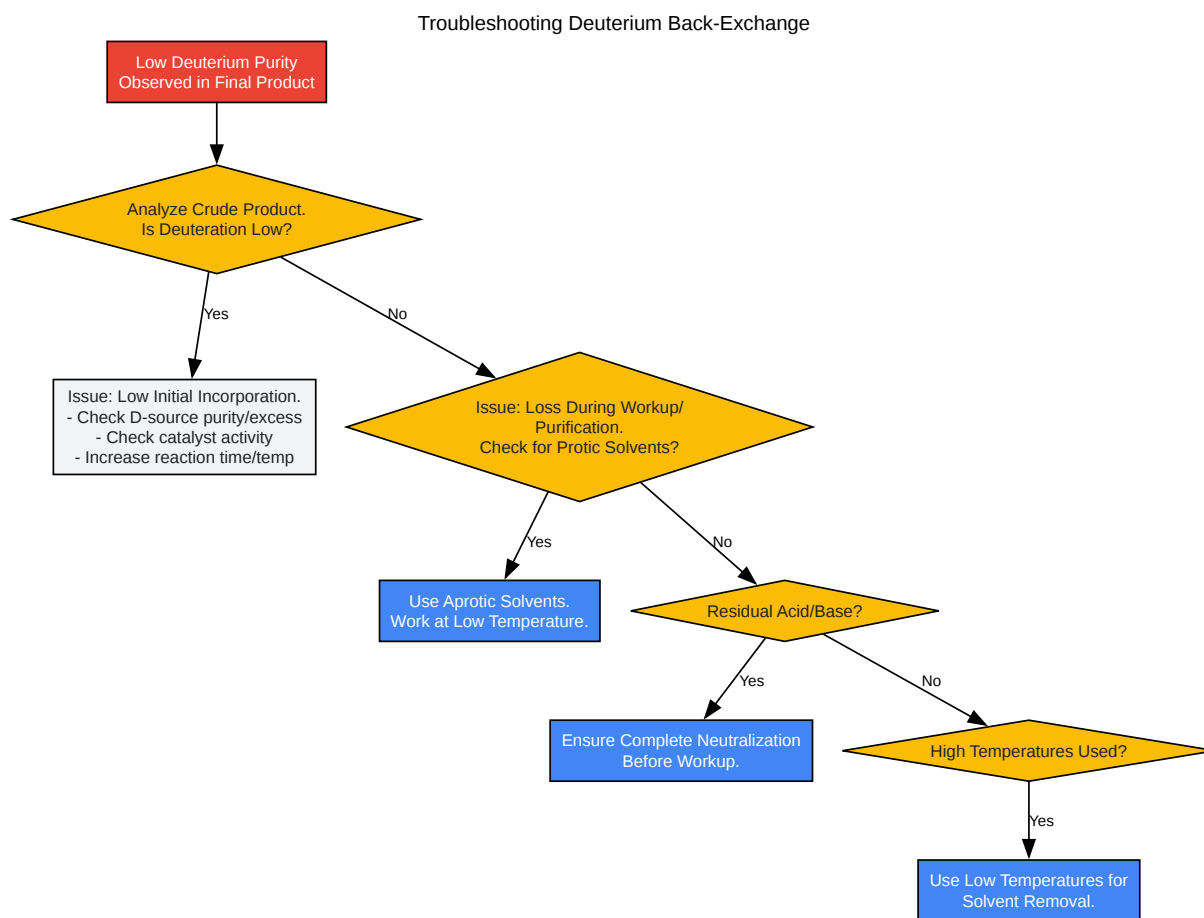 Troubleshooting Deuterium Back-Exchange
Low Deuterium Purity
Observed in Final Product
Analyze Crude Product.
Is Deuteration Low?
Yes
No
Issue: Low Initial Incorporation.
- Check D-source purity/excess
- Check catalyst activity
- Increase reaction time/temp
Issue: Loss During Workup/
Purification.
Check for Protic Solvents?
Yes
No
Use Aprotic Solvents.
Work at Low Temperature.
Residual Acid/Base?
Yes
No
Ensure Complete Neutralization
Before Workup.
High Temperatures Used?
Yes
Use Low Temperatures for
Solvent Removal.